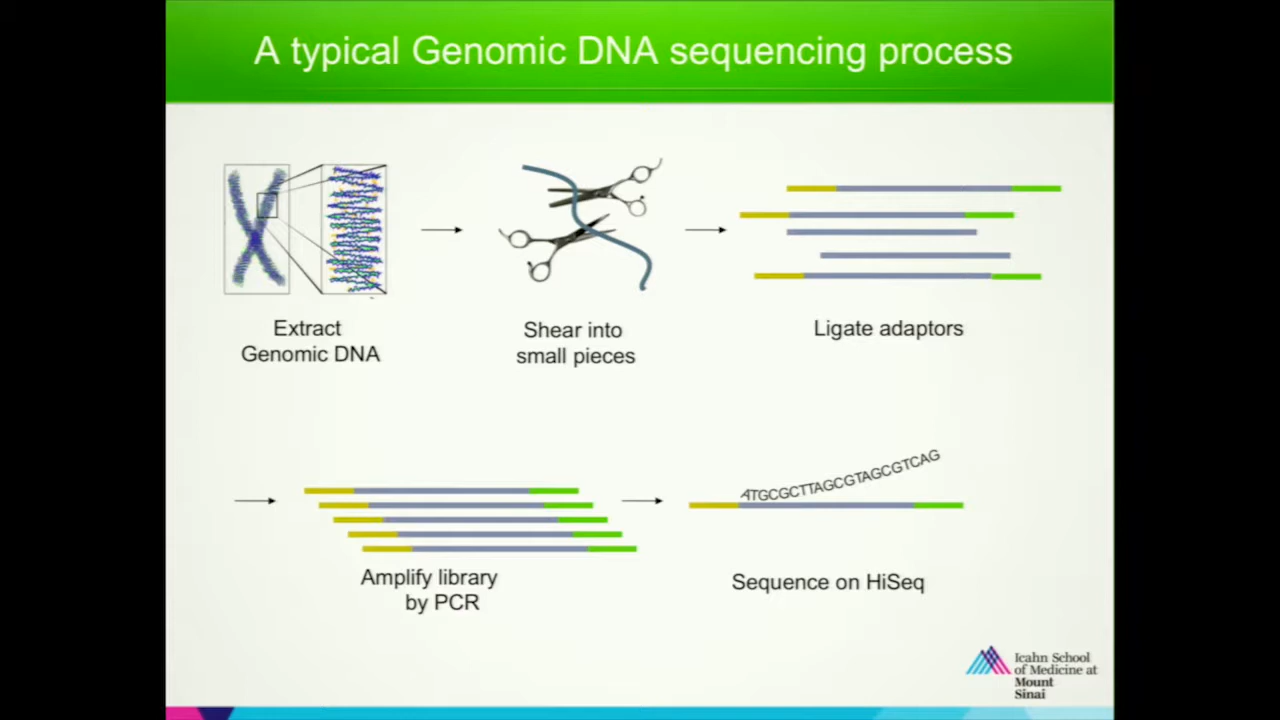 A typical Genomic DNA sequencing process
Extract
Genomic DNA
Shear into
small pieces
Ligate adaptors
ATGCGCTTAGCGTAGCGTCAG
Amplify library
by PCR
Sequence on HiSeq
Icahn School
of Medicine at
Mount
Sinai